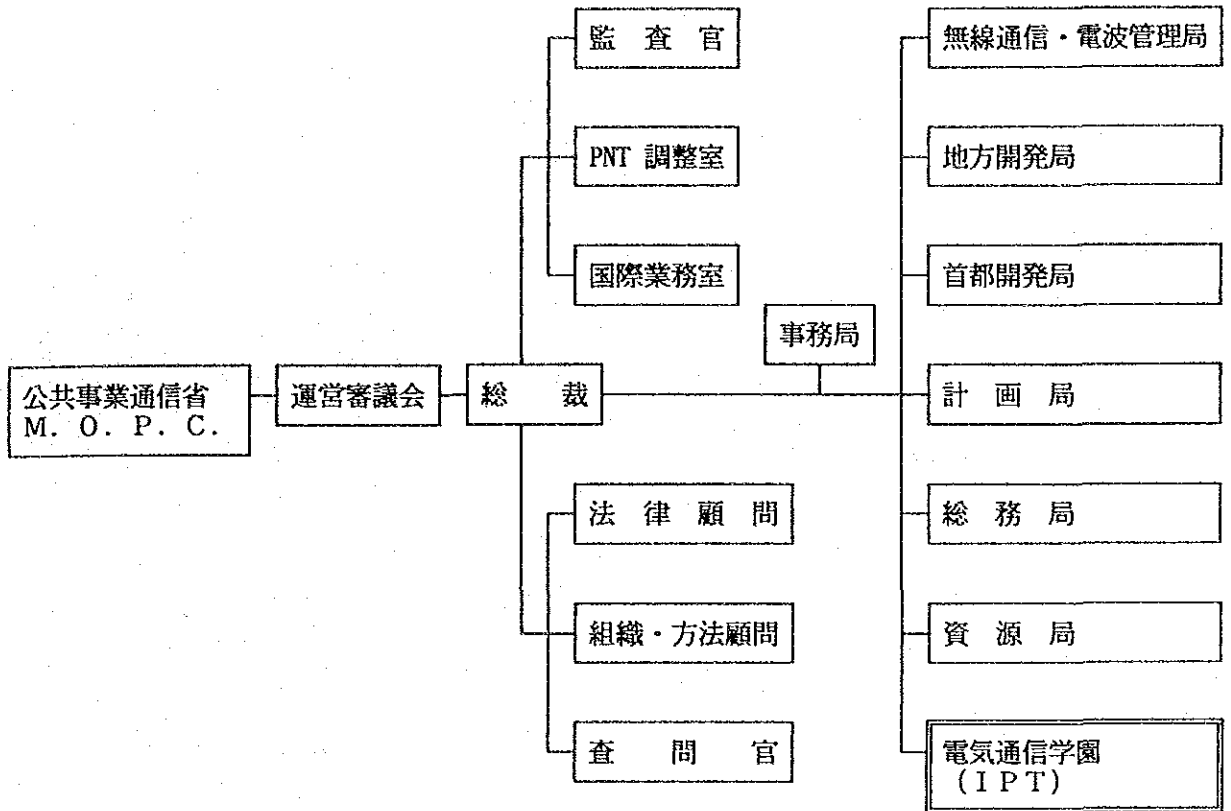 監 査 官
PNT 調整室
国際業務室
公共事業通信省
M. O. P. C.
運営審議会
総 裁
事務局
法 律 顧 問
組織・方法顧問
査 問 官
無線通信・電波管理局
地方開発局
首都開発局
計 画 局
総 務 局
資 源 局
電気通信学園
(IPT)